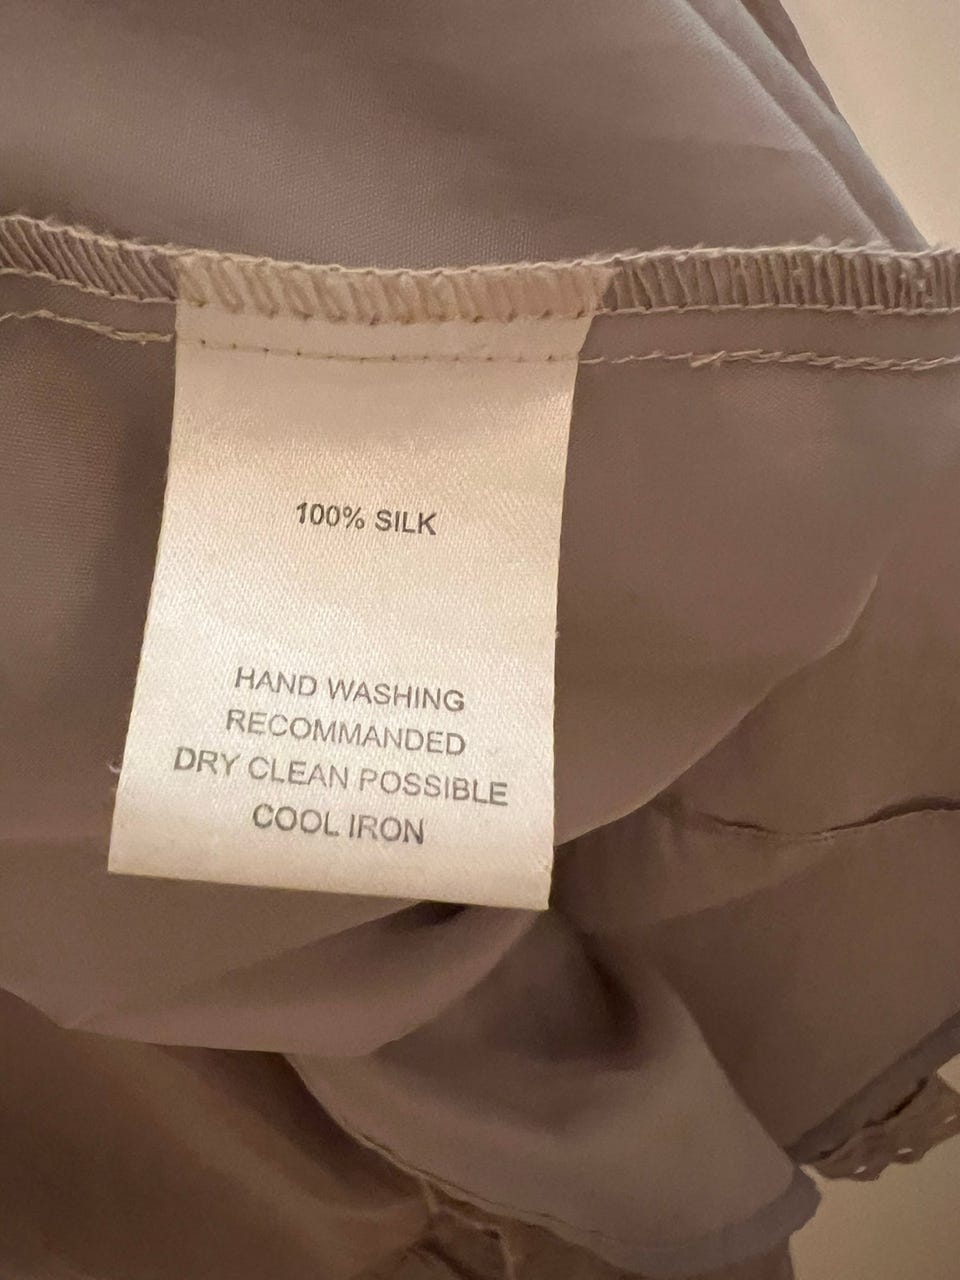 100% SILK
HAND WASHING
RECOMMANDED
DRY CLEAN POSSIBLE
COOL IRON